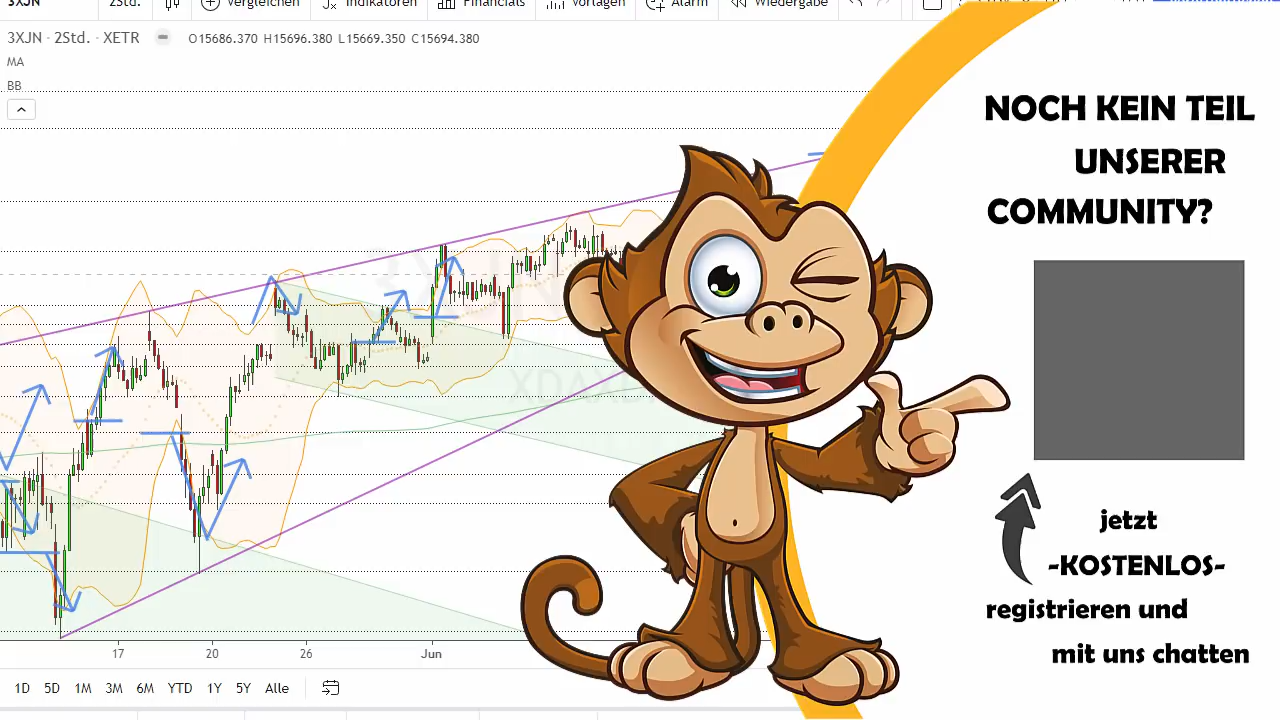 3XJN 2Std. Vergleichen Indikatoren Financials Vorlagen Alarm Wiedergabe
3XJN · 2Std. · XETR O15686.370 H15696.380 L15669.350 C15694.380
MA
BB
NOCH KEIN TEIL
UNSERER
COMMUNITY?
jetzt
-KOSTENLOS-
registrieren und
mit uns chatten
17 20 26 Jun
1D 5D 1M 3M 6M YTD 1Y 5Y Alle